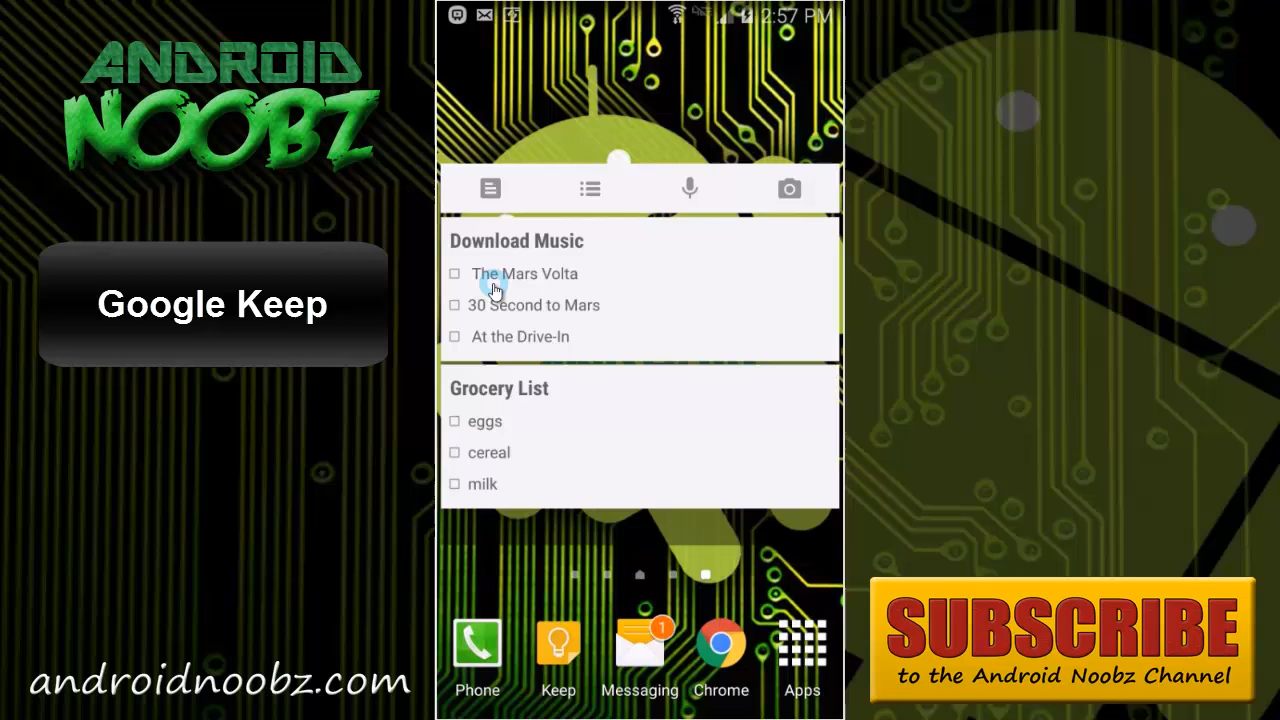 ANDROID
NOOBZ
Google Keep
androidnoobz.com
2:57 PM
Download Music
The Mars Volta
30 Second to Mars
At the Drive-In
Grocery List
eggs
cereal
milk
1
Phone
Keep
Messaging
Chrome
Apps
SUBSCRIBE
to the Android Noobz Channel